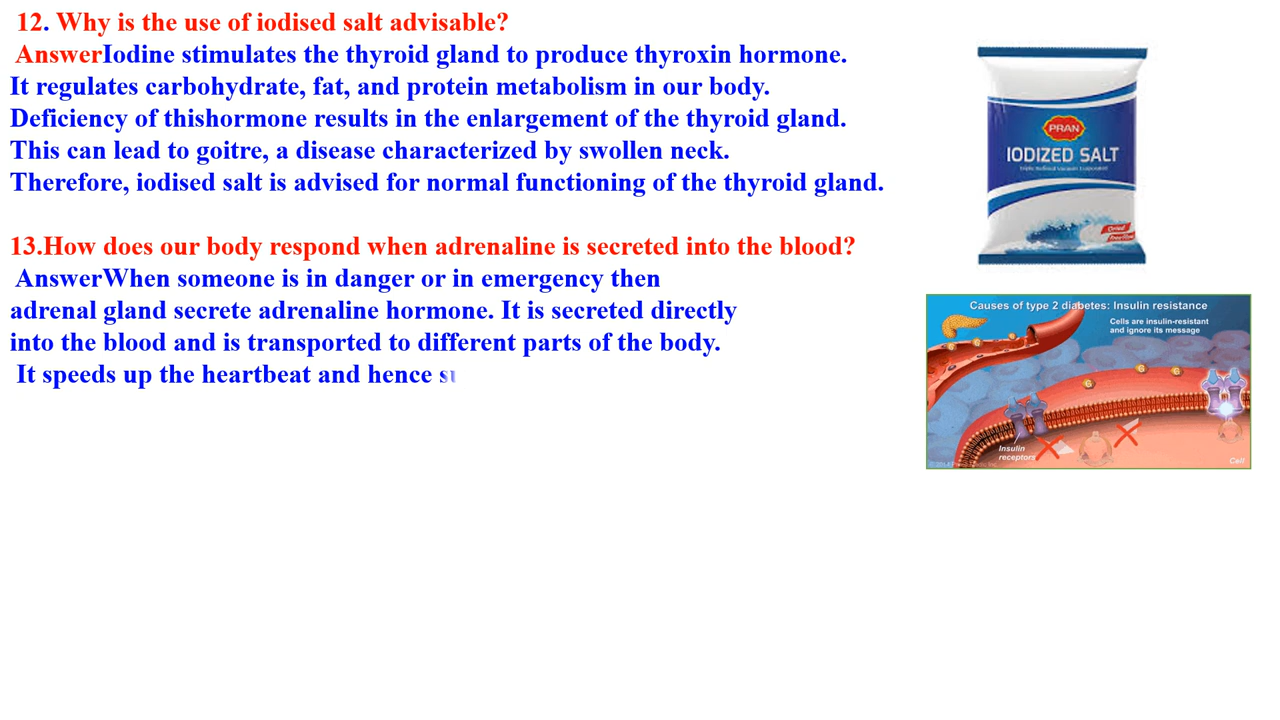 12. Why is the use of iodised salt advisable?
AnswerIodine stimulates the thyroid gland to produce thyroxin hormone.
It regulates carbohydrate, fat, and protein metabolism in our body.
Deficiency of thishormone results in the enlargement of the thyroid gland.
This can lead to goitre, a disease characterized by swollen neck.
Therefore, iodised salt is advised for normal functioning of the thyroid gland.
13.How does our body respond when adrenaline is secreted into the blood?
AnswerWhen someone is in danger or in emergency then
adrenal gland secrete adrenaline hormone. It is secreted directly
into the blood and is transported to different parts of the body.
It speeds up the heartbeat and hence su
PRAN
IODIZED SALT
Causes of type 2 diabetes: Insulin resistance
Cells are insulin-resistant
and ignore its message
G
G
G
Insulin
receptors
Cell